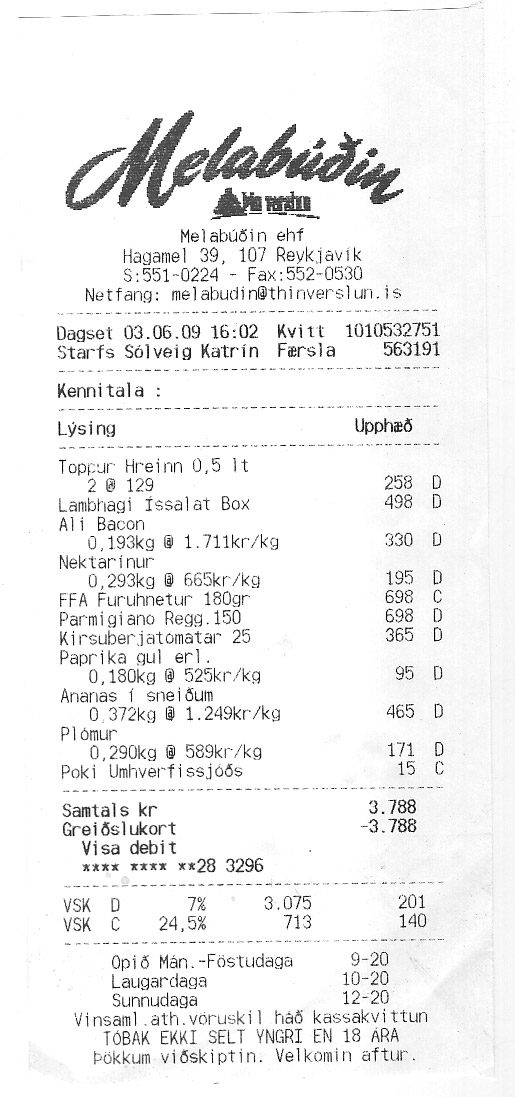 Melabúðin
Þín verslun
Melabúðin ehf
Hagamel 39, 107 Reykjavík
S:551-0224 - Fax:552-0530
Netfang: melabudin@thinverslun.is
Dagset 03.06.09 16:02 Kvitt 1010532751
Starfs Sólveig Katrín Færsla 563191
Kennitala :
Lýsing Upphæð
Toppur Hreinn 0,5 lt
2 @ 129 258 D
Lambhagi Íssalat Box 498 D
Ali Bacon
0,193kg @ 1.711kr/kg 330 D
Nektarínur
0,293kg @ 665kr/kg 195 D
FFA Furuhnetur 180gr 698 C
Parmigiano Regg.150 698 D
Kirsuberjatómatar 25 365 D
Paprika gul erl.
0,180kg @ 525kr/kg 95 D
Ananas í sneiðum
0,372kg @ 1.249kr/kg 465 D
Plómur
0,290kg @ 589kr/kg 171 D
Poki Umhverfissjóðs 15 C
Samtals kr 3.788
Greiðslukort -3.788
Visa debit
**** **** **28 3296
VSK D 7% 3.075 201
VSK C 24,5% 713 140
Opið Mán.-Föstudaga 9-20
Laugardaga 10-20
Sunnudaga 12-20
Vinsaml.ath.vöruskil háð kassakvittun
TÓBAK EKKI SELT YNGRI EN 18 ÁRA
Þökkum viðskiptin. Velkomin aftur.